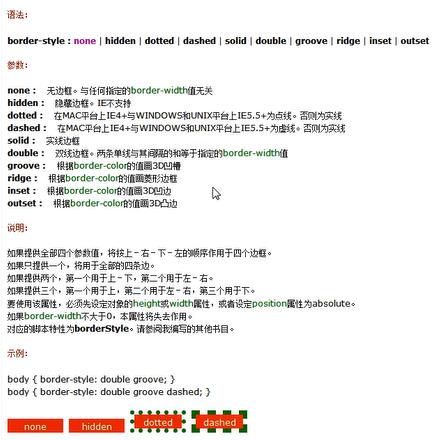 语法:
border-style : none | hidden | dotted | dashed | solid | double | groove | ridge | inset | outset
参数:
none : 无边框。与任何指定的border-width值无关
hidden : 隐藏边框。IE不支持
dotted : 在MAC平台上IE4+与WINDOWS和UNIX平台上IE5.5+为点线。否则为实线
dashed : 在MAC平台上IE4+与WINDOWS和UNIX平台上IE5.5+为虚线。否则为实线
solid : 实线边框
double : 双线边框。两条单线与其间隔的和等于指定的border-width值
groove : 根据border-color的值画3D凹槽
ridge : 根据border-color的值画菱形边框
inset : 根据border-color的值画3D凹边
outset : 根据border-color的值画3D凸边
说明:
如果提供全部四个参数值，将按上-右-下-左的顺序作用于四个边框。
如果只提供一个，将用于全部的四条边。
如果提供两个，第一个用于上-下，第二个用于左-右。
如果提供三个，第一个用于上，第二个用于左-右，第三个用于下。
要使用该属性，必须先设定对象的height或width属性，或者设定position属性为absolute。
如果border-width不大于0，本属性将失去作用。
对应的脚本特性为borderStyle。请参阅我编写的其他书目。
示例:
body { border-style: double groove; }
body { border-style: double groove dashed; }
none hidden dotted dashed